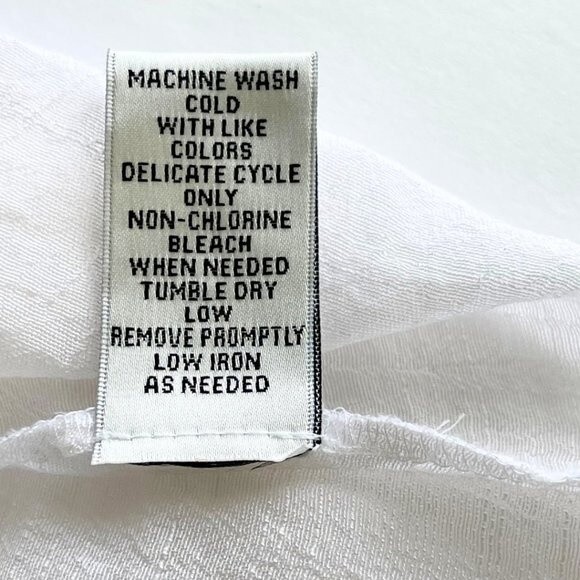 MACHINE WASH
COLD
WITH LIKE
COLORS
DELICATE CYCLE
ONLY
NON-CHLORINE
BLEACH
WHEN NEEDED
TUMBLE DRY
LOW
REMOVE PROMPTLY
LOW IRON
AS NEEDED